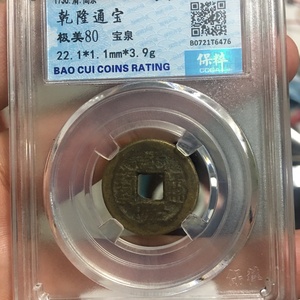 乾隆通宝
极美80 宝泉
22.1*1.1mm*3.9g
BAO CUI COINS RATING
B0721T6476
保粹